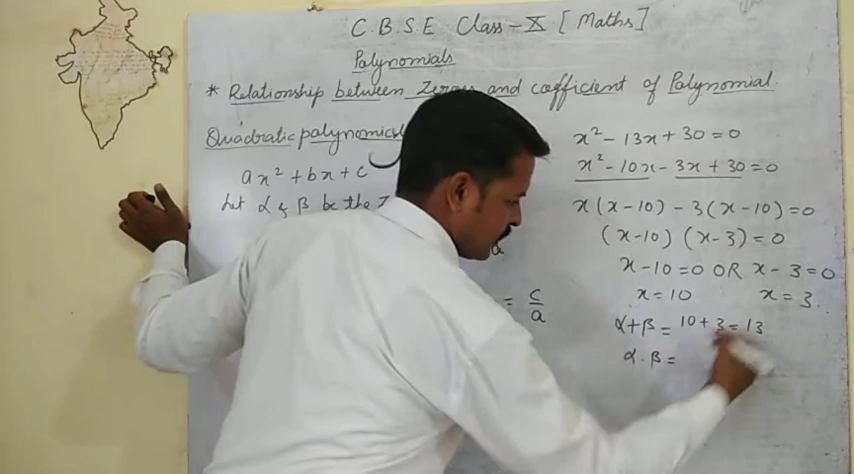 C.B.S.E Class-X [Maths]
Polynomials
* Relationship between Zeroes and coefficient of Polynomial.
Quadratic polynomial
ax² + bx + c
Let α & β be the Z
a
= c/a
x² - 13x + 30 = 0
x² - 10x - 3x + 30 = 0
x(x-10) - 3(x-10) = 0
(x-10) (x-3) = 0
x-10 = 0 OR x-3 = 0
x = 10 x = 3.
α+β = 10+3 = 13
α.β =